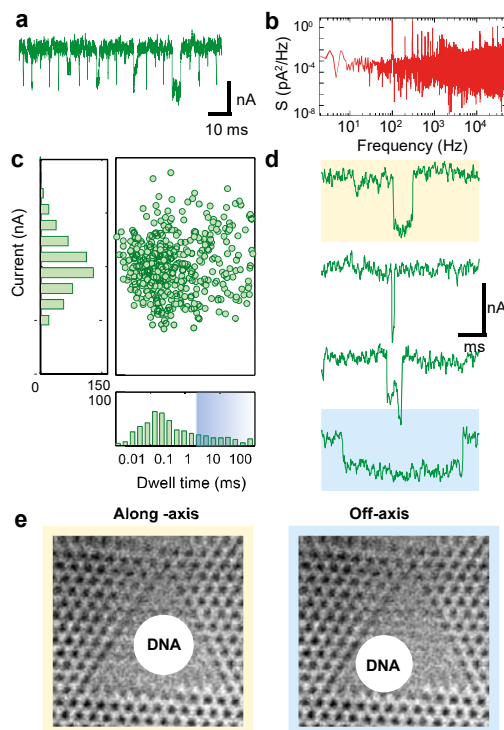 a
nA
10 ms
b
S (pA²/Hz)
10⁰
10⁻⁴
10⁻⁸
10¹ 10² 10³ 10⁴
Frequency (Hz)
c
Current (nA)
0 150
100
0
0.01 0.1 1 10 100
Dwell time (ms)
d
nA
ms
e
Along -axis
Off-axis
DNA
DNA